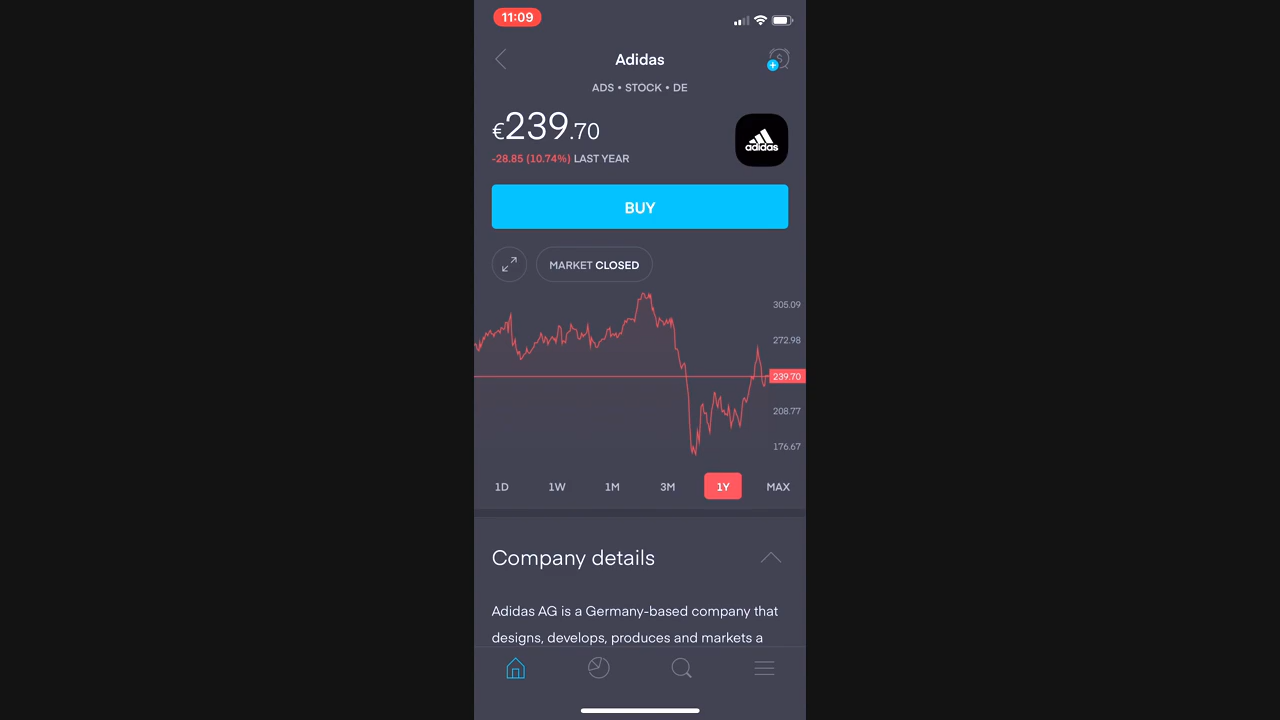 11:09
Adidas
ADS • STOCK • DE
€239.70
adidas
-28.85 (10.74%) LAST YEAR
BUY
MARKET CLOSED
305.09
272.98
239.70
208.77
176.67
1D 1W 1M 3M 1Y MAX
Company details
Adidas AG is a Germany-based company that
designs, develops, produces and markets a